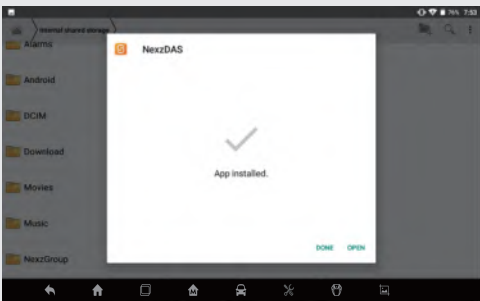 76% 7:53
Internal shared storage
NexzDAS
Alarms
Android
DCIM
Download
App installed.
Movies
Music
DONE OPEN
NexzGroup